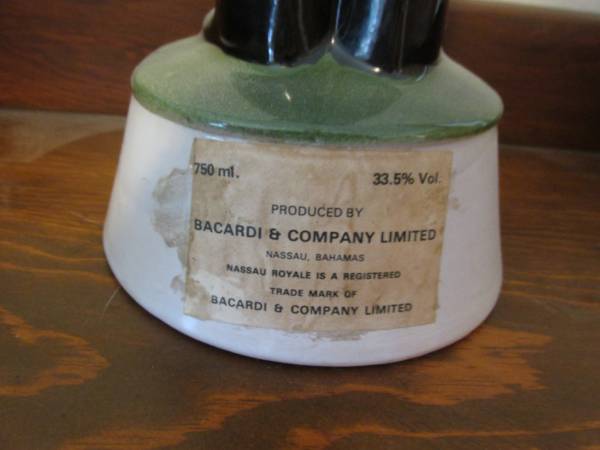 750 ml. 33.5% Vol.
PRODUCED BY
BACARDI & COMPANY LIMITED
NASSAU, BAHAMAS
NASSAU ROYALE IS A REGISTERED
TRADE MARK OF
BACARDI & COMPANY LIMITED